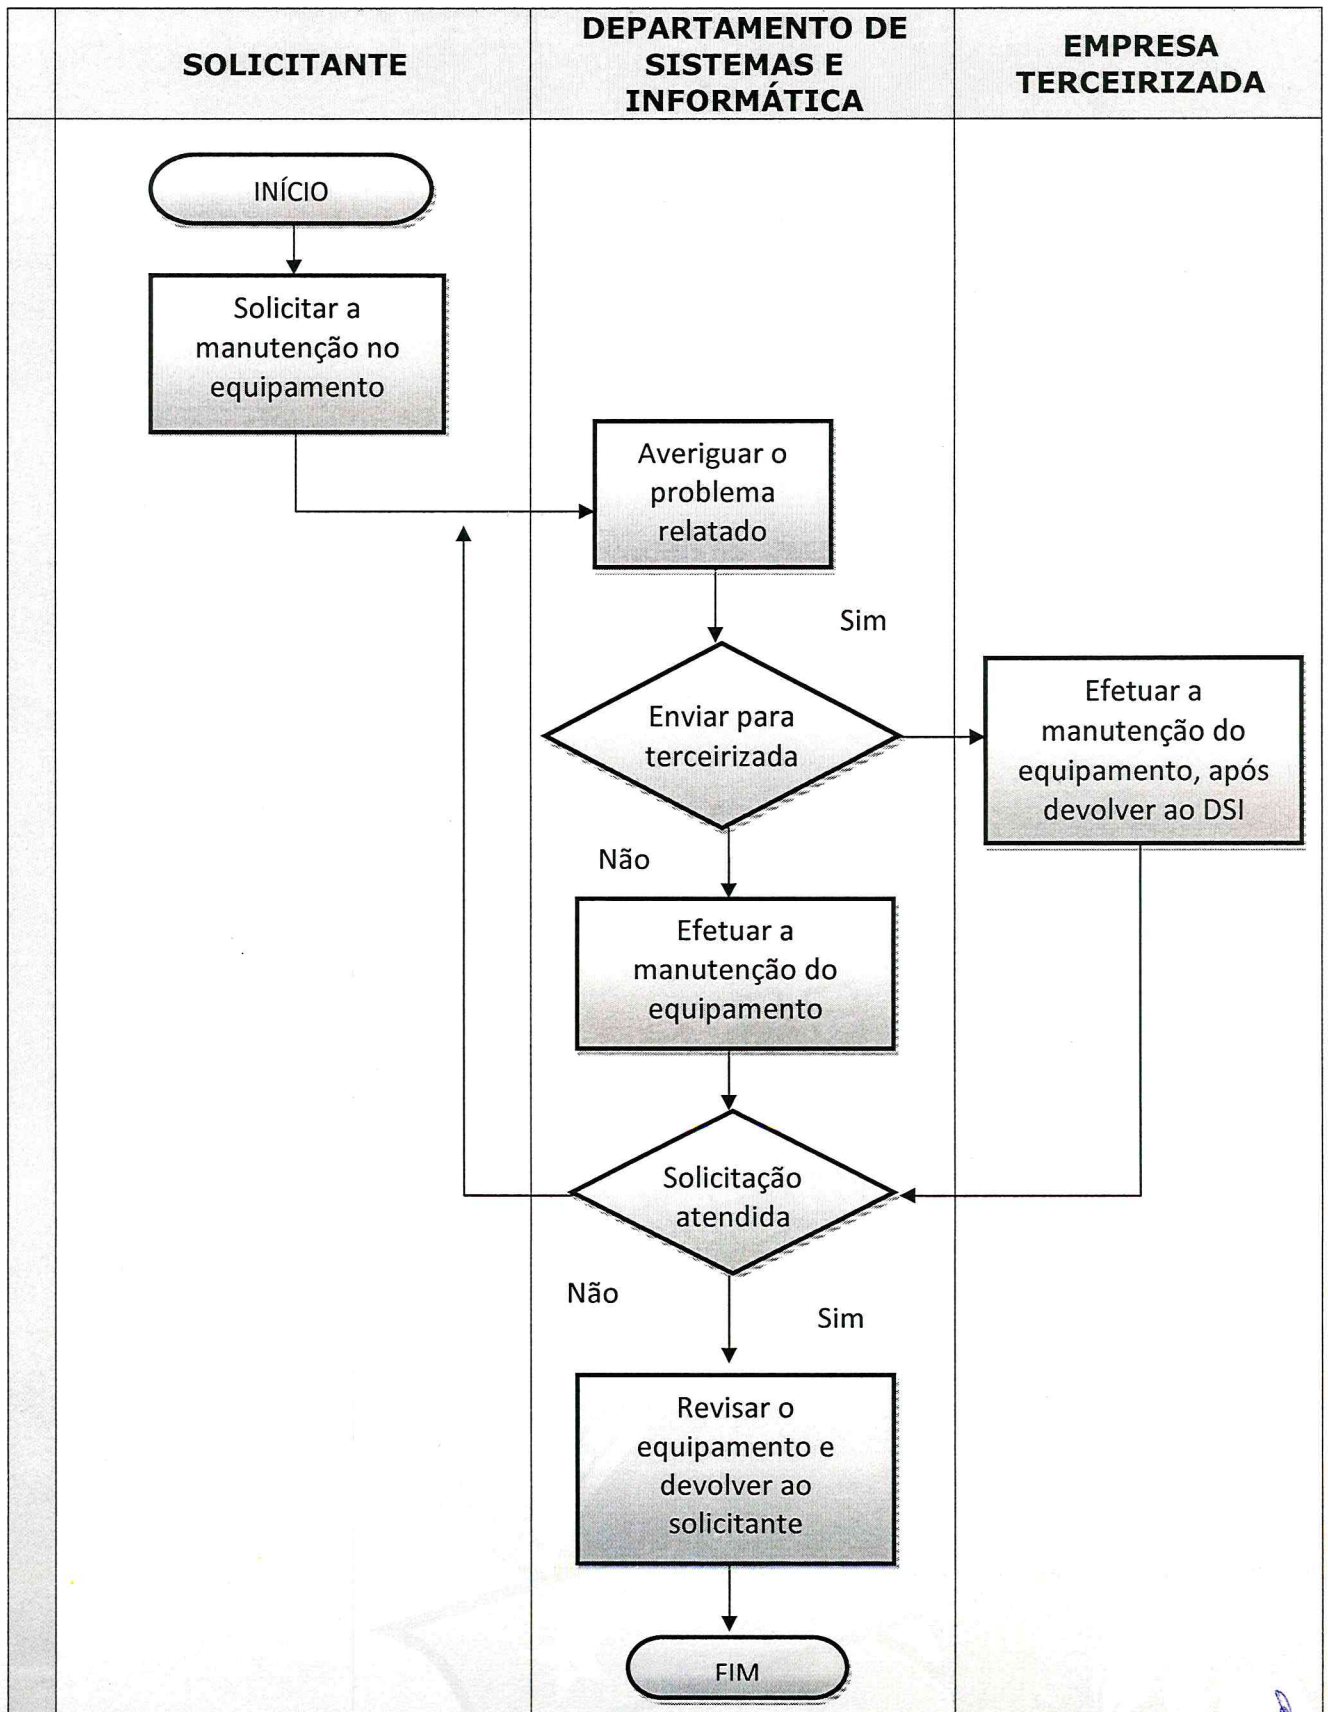 SOLICITANTE
DEPARTAMENTO DE
SISTEMAS E
INFORMÁTICA
EMPRESA
TERCEIRIZADA
INÍCIO
Solicitar a
manutenção no
equipamento
Averiguar o
problema
relatado
Sim
Enviar para
terceirizada
Efetuar a
manutenção do
equipamento, após
devolver ao DSI
Não
Efetuar a
manutenção do
equipamento
Solicitação
atendida
Não
Sim
Revisar o
equipamento e
devolver ao
solicitante
FIM